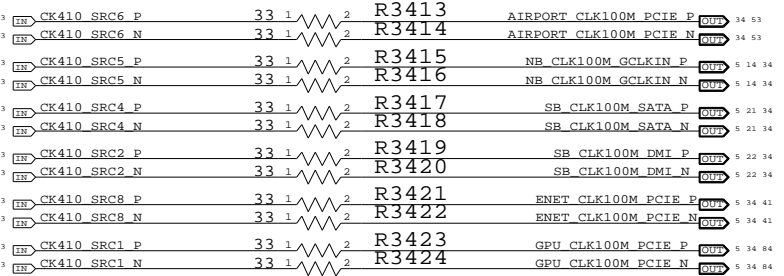 3 IN CK410_SRC6_P 33 1 2 R3413 AIRPORT_CLK100M_PCIE_P OUT 34 53
3 IN CK410_SRC6_N 33 1 2 R3414 AIRPORT_CLK100M_PCIE_N OUT 34 53
3 IN CK410_SRC5_P 33 1 2 R3415 NB_CLK100M_GCLKIN_P OUT 5 14 34
3 IN CK410_SRC5_N 33 1 2 R3416 NB_CLK100M_GCLKIN_N OUT 5 14 34
3 IN CK410_SRC4_P 33 1 2 R3417 SB_CLK100M_SATA_P OUT 5 21 34
3 IN CK410_SRC4_N 33 1 2 R3418 SB_CLK100M_SATA_N OUT 5 21 34
3 IN CK410_SRC2_P 33 1 2 R3419 SB_CLK100M_DMI_P OUT 5 22 34
3 IN CK410_SRC2_N 33 1 2 R3420 SB_CLK100M_DMI_N OUT 5 22 34
3 IN CK410_SRC8_P 33 1 2 R3421 ENET_CLK100M_PCIE_P OUT 5 34 41
3 IN CK410_SRC8_N 33 1 2 R3422 ENET_CLK100M_PCIE_N OUT 5 34 41
3 IN CK410_SRC1_P 33 1 2 R3423 GPU_CLK100M_PCIE_P OUT 5 34 84
3 IN CK410_SRC1_N 33 1 2 R3424 GPU_CLK100M_PCIE_N OUT 5 34 84